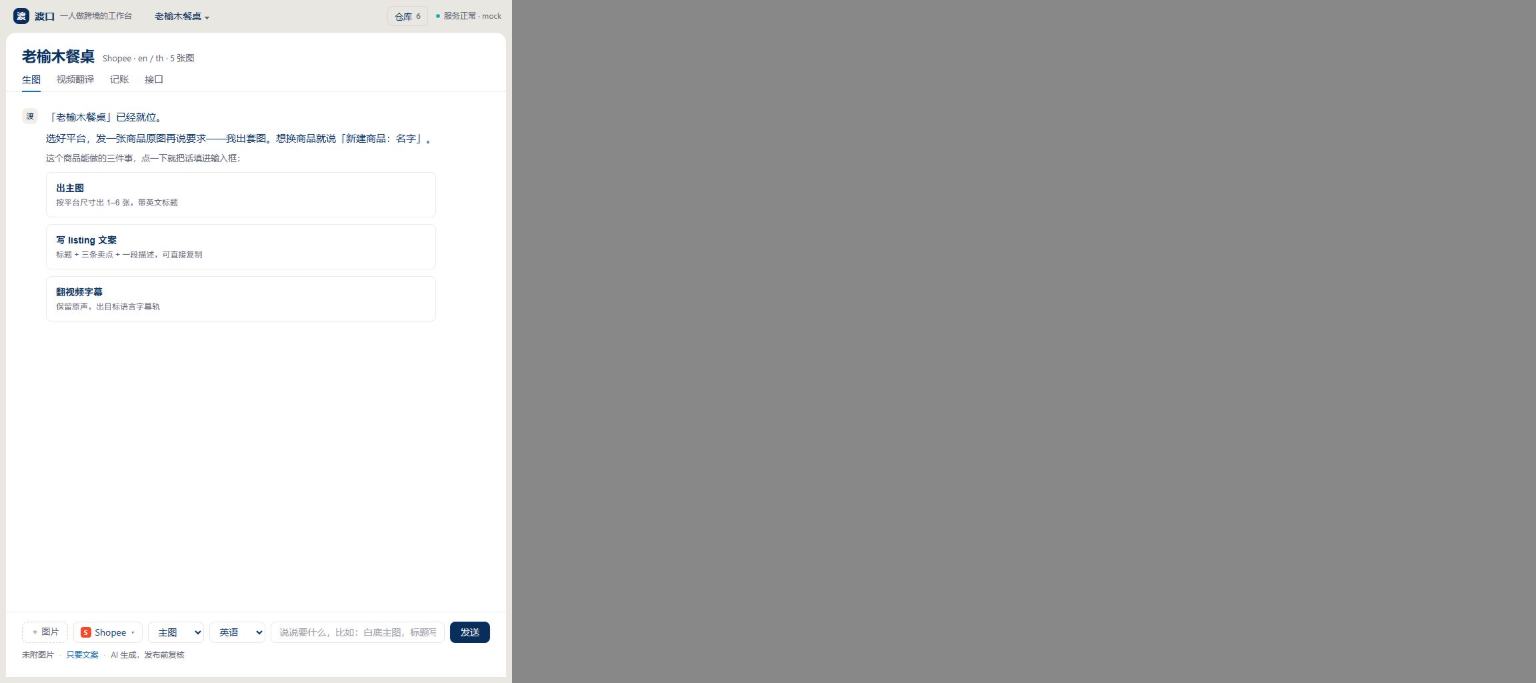 渡 渡口 一人做跨境的工作台 老榆木餐桌 仓库 6 服务正常 · mock
老榆木餐桌 Shopee · en / th · 5 张图
生图 视频翻译 记账 接口
渡 「老榆木餐桌」已经就位。
选好平台，发一张商品原图再说要求——我出套图。想换商品就说「新建商品：名字」。
这个商品能做的三件事，点一下就把话填进输入框：
出主图
按平台尺寸出 1–6 张，带英文标题
写 listing 文案
标题 + 三条卖点 + 一段描述，可直接复制
翻视频字幕
保留原声，出目标语言字幕轨
+ 图片 S Shopee 主图 英语 说说要什么，比如：白底主图，标题写 发送
未附图片 · 只要文案 · AI 生成，发布前复核